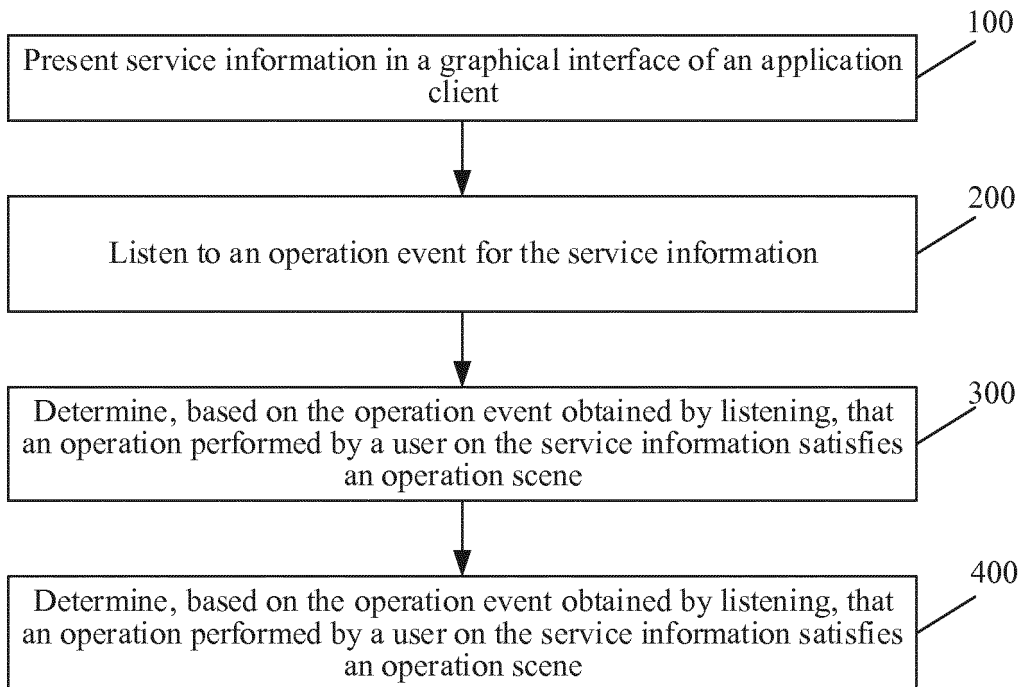 100
Present service information in a graphical interface of an application
client
200
Listen to an operation event for the service information
300
Determine, based on the operation event obtained by listening, that
an operation performed by a user on the service information satisfies
an operation scene
400
Determine, based on the operation event obtained by listening, that
an operation performed by a user on the service information satisfies
an operation scene